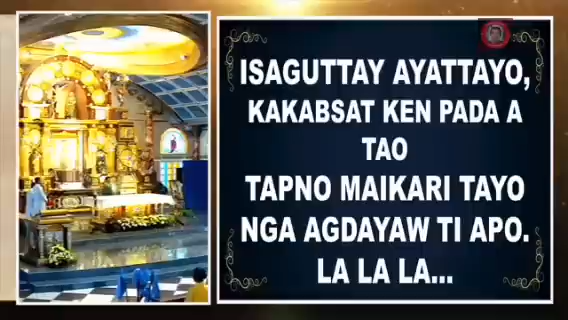 ISAGUTTAY AYATTAYO,
KAKABSAT KEN PADA A
TAO
TAPNO MAIKARI TAYO
NGA AGDAYAW TI APO.
LA LA LA...